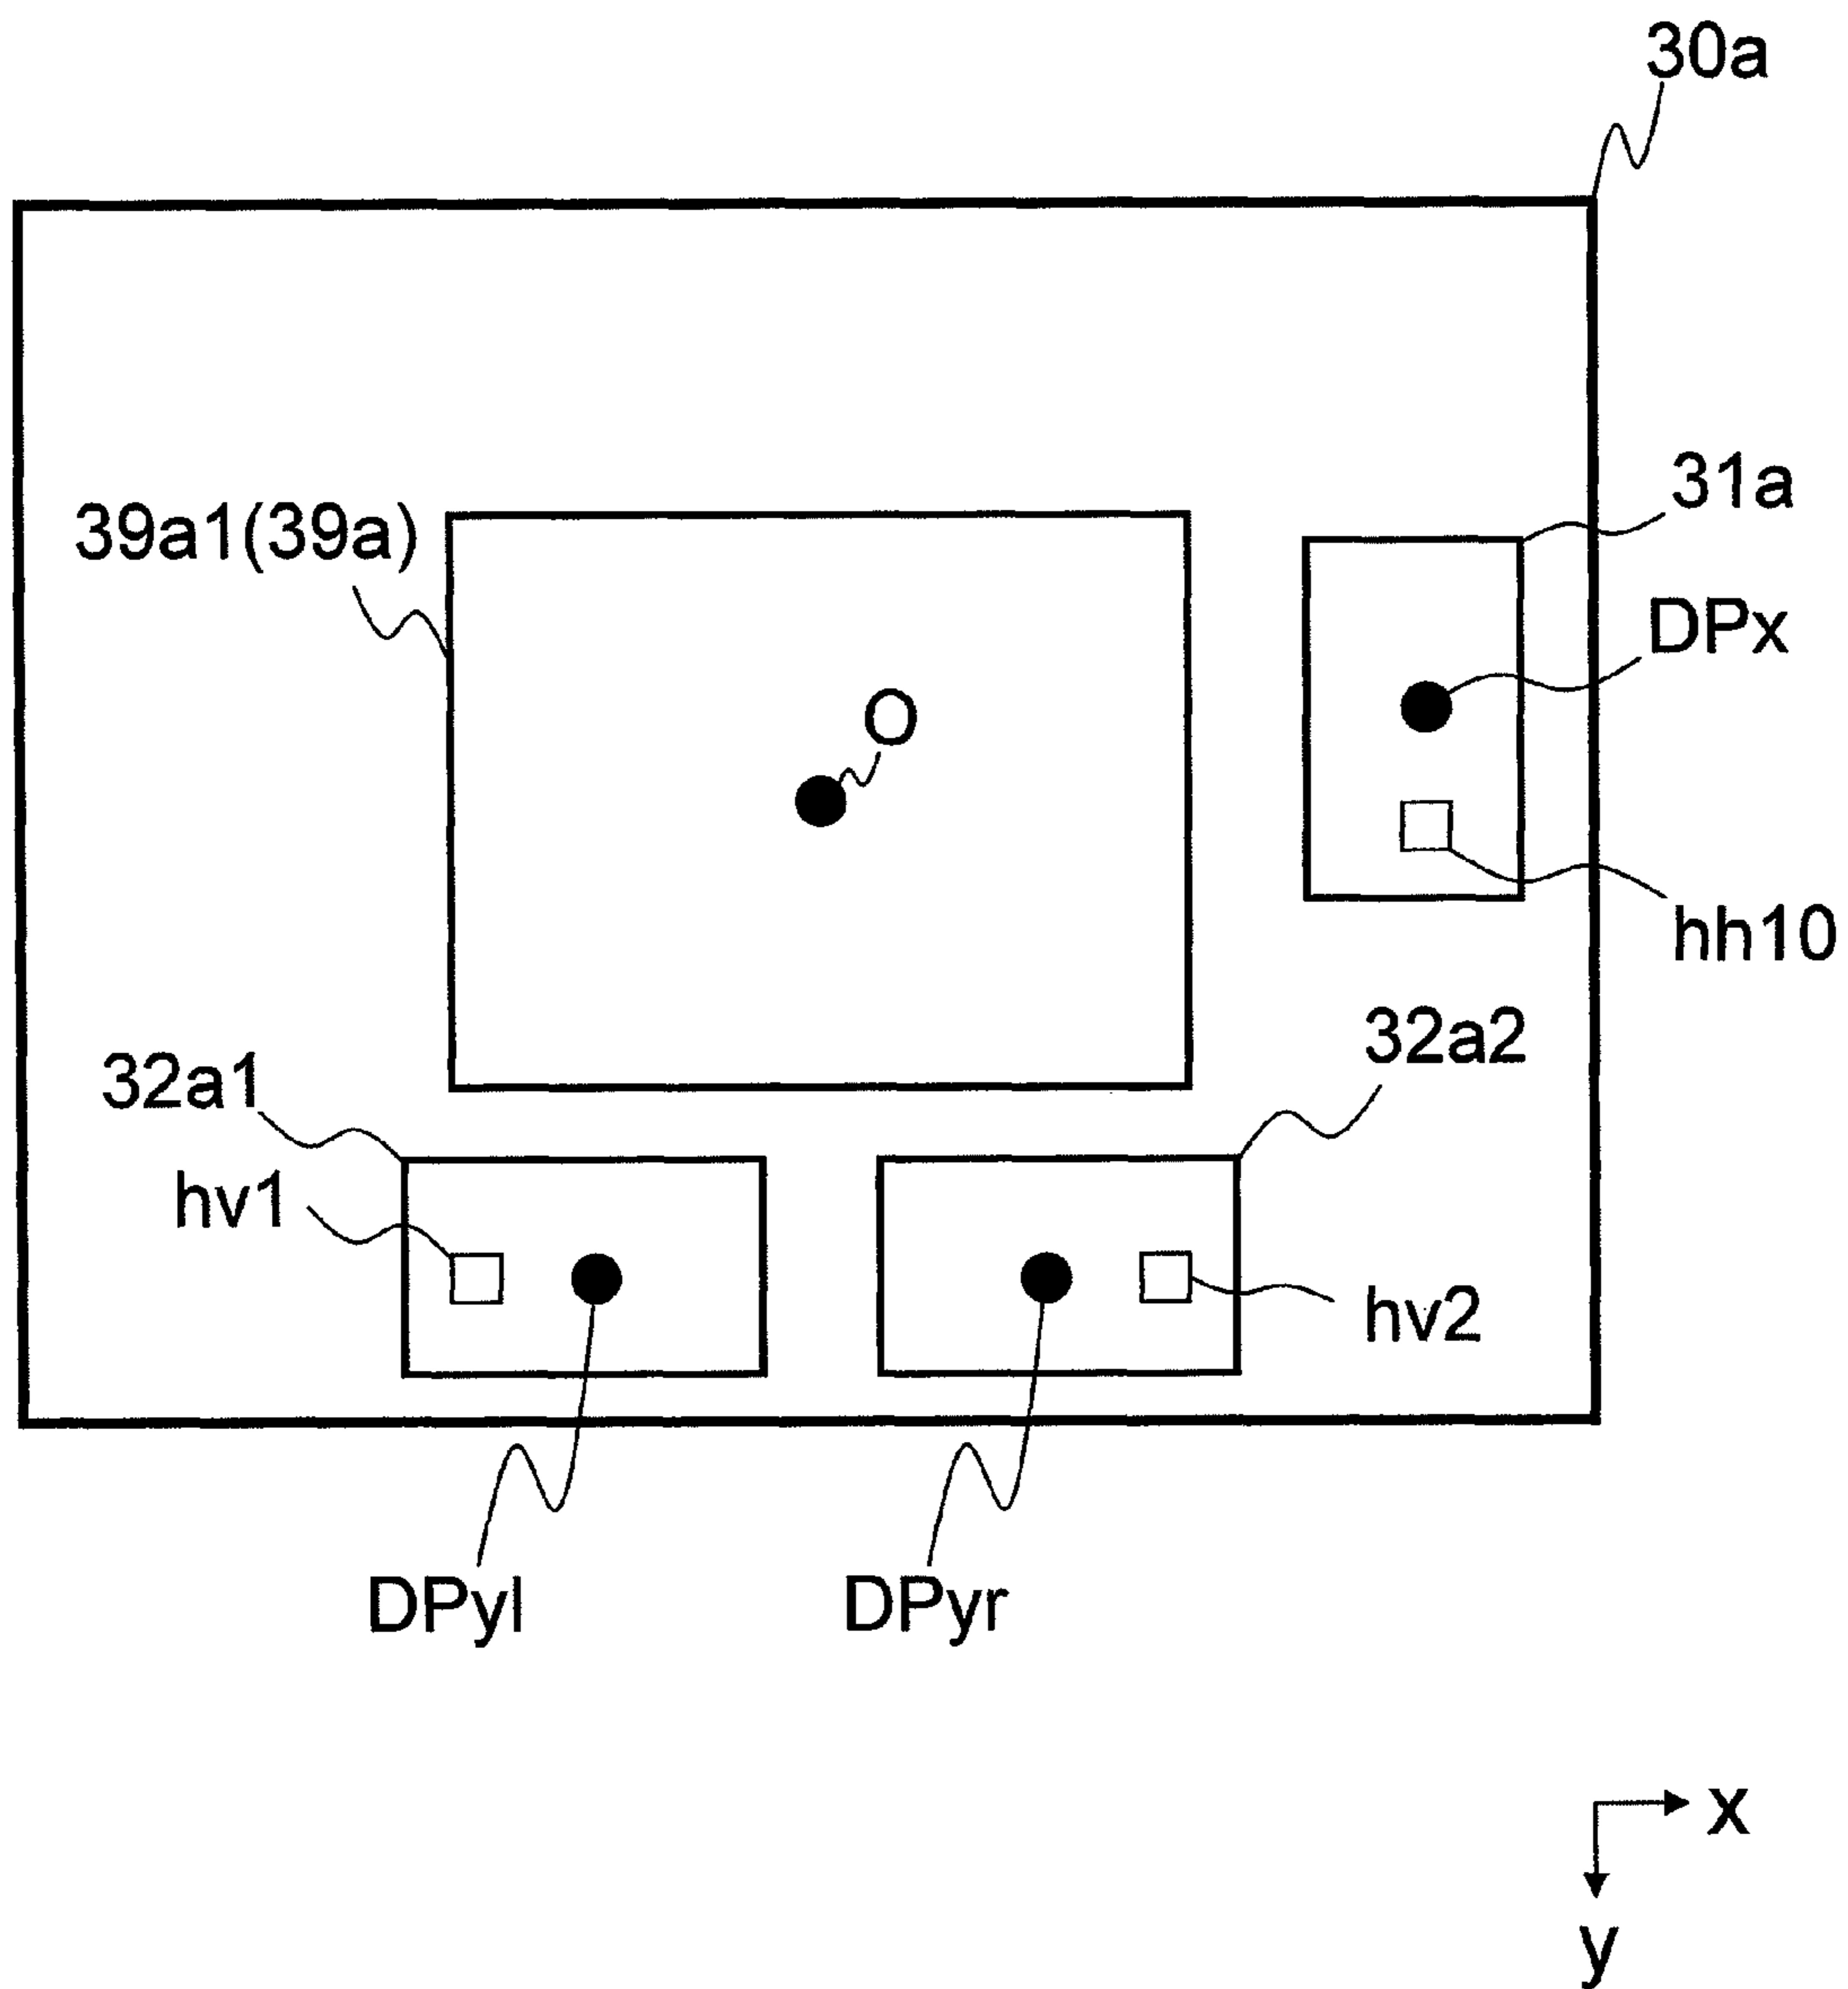 30a
31a
39a1(39a)
DPx
O
hh10
32a2
32a1
hv1
hv2
DPyl
DPyr
x
y